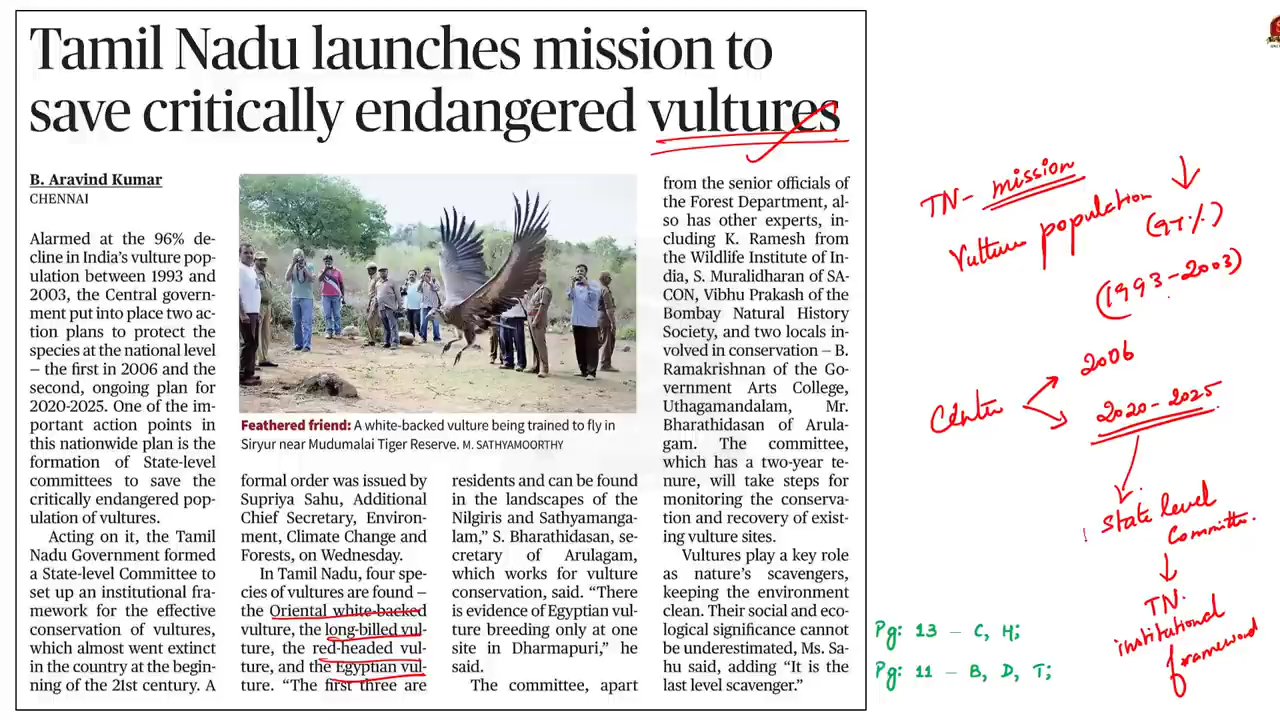 Tamil Nadu launches mission to
save critically endangered vultures
B. Aravind Kumar
CHENNAI
Alarmed at the 96% de-
cline in India's vulture pop-
ulation between 1993 and
2003, the Central govern-
ment put into place two ac-
tion plans to protect the
species at the national level
– the first in 2006 and the
second, ongoing plan for
2020-2025. One of the im-
portant action points in
this nationwide plan is the
formation of State-level
committees to save the
critically endangered pop-
ulation of vultures.
Acting on it, the Tamil
Nadu Government formed
a State-level Committee to
set up an institutional fra-
mework for the effective
conservation of vultures,
which almost went extinct
in the country at the begin-
ning of the 21st century. A
Feathered friend: A white-backed vulture being trained to fly in
Siryur near Mudumalai Tiger Reserve. M. SATHYAMOORTHY
formal order was issued by
Supriya Sahu, Additional
Chief Secretary, Environ-
ment, Climate Change and
Forests, on Wednesday.
In Tamil Nadu, four spe-
cies of vultures are found –
the Oriental white-backed
vulture, the long-billed vul-
ture, the red-headed vul-
ture, and the Egyptian vul-
ture. "The first three are
residents and can be found
in the landscapes of the
Nilgiris and Sathyamanga-
lam," S. Bharathidasan, se-
cretary of Arulagam,
which works for vulture
conservation, said. "There
is evidence of Egyptian vul-
ture breeding only at one
site in Dharmapuri," he
said.
The committee, apart
from the senior officials of
the Forest Department, al-
so has other experts, in-
cluding K. Ramesh from
the Wildlife Institute of In-
dia, S. Muralidharan of SA-
CON, Vibhu Prakash of the
Bombay Natural History
Society, and two locals in-
volved in conservation – B.
Ramakrishnan of the Go-
vernment Arts College,
Uthagamandalam, Mr.
Bharathidasan of Arula-
gam. The committee,
which has a two-year te-
nure, will take steps for
monitoring the conserva-
tion and recovery of exist-
ing vulture sites.
Vultures play a key role
as nature's scavengers,
keeping the environment
clean. Their social and eco-
logical significance cannot
be underestimated, Ms. Sa-
hu said, adding "It is the
last level scavenger."
TN- mission
Vulture population ↓
(97%)
(1993-2003)
Centre
2006
2020-2025
State level
Committee.
TN.
institutional
framework
Pg: 13 – C, H;
Pg: 11 – B, D, T;